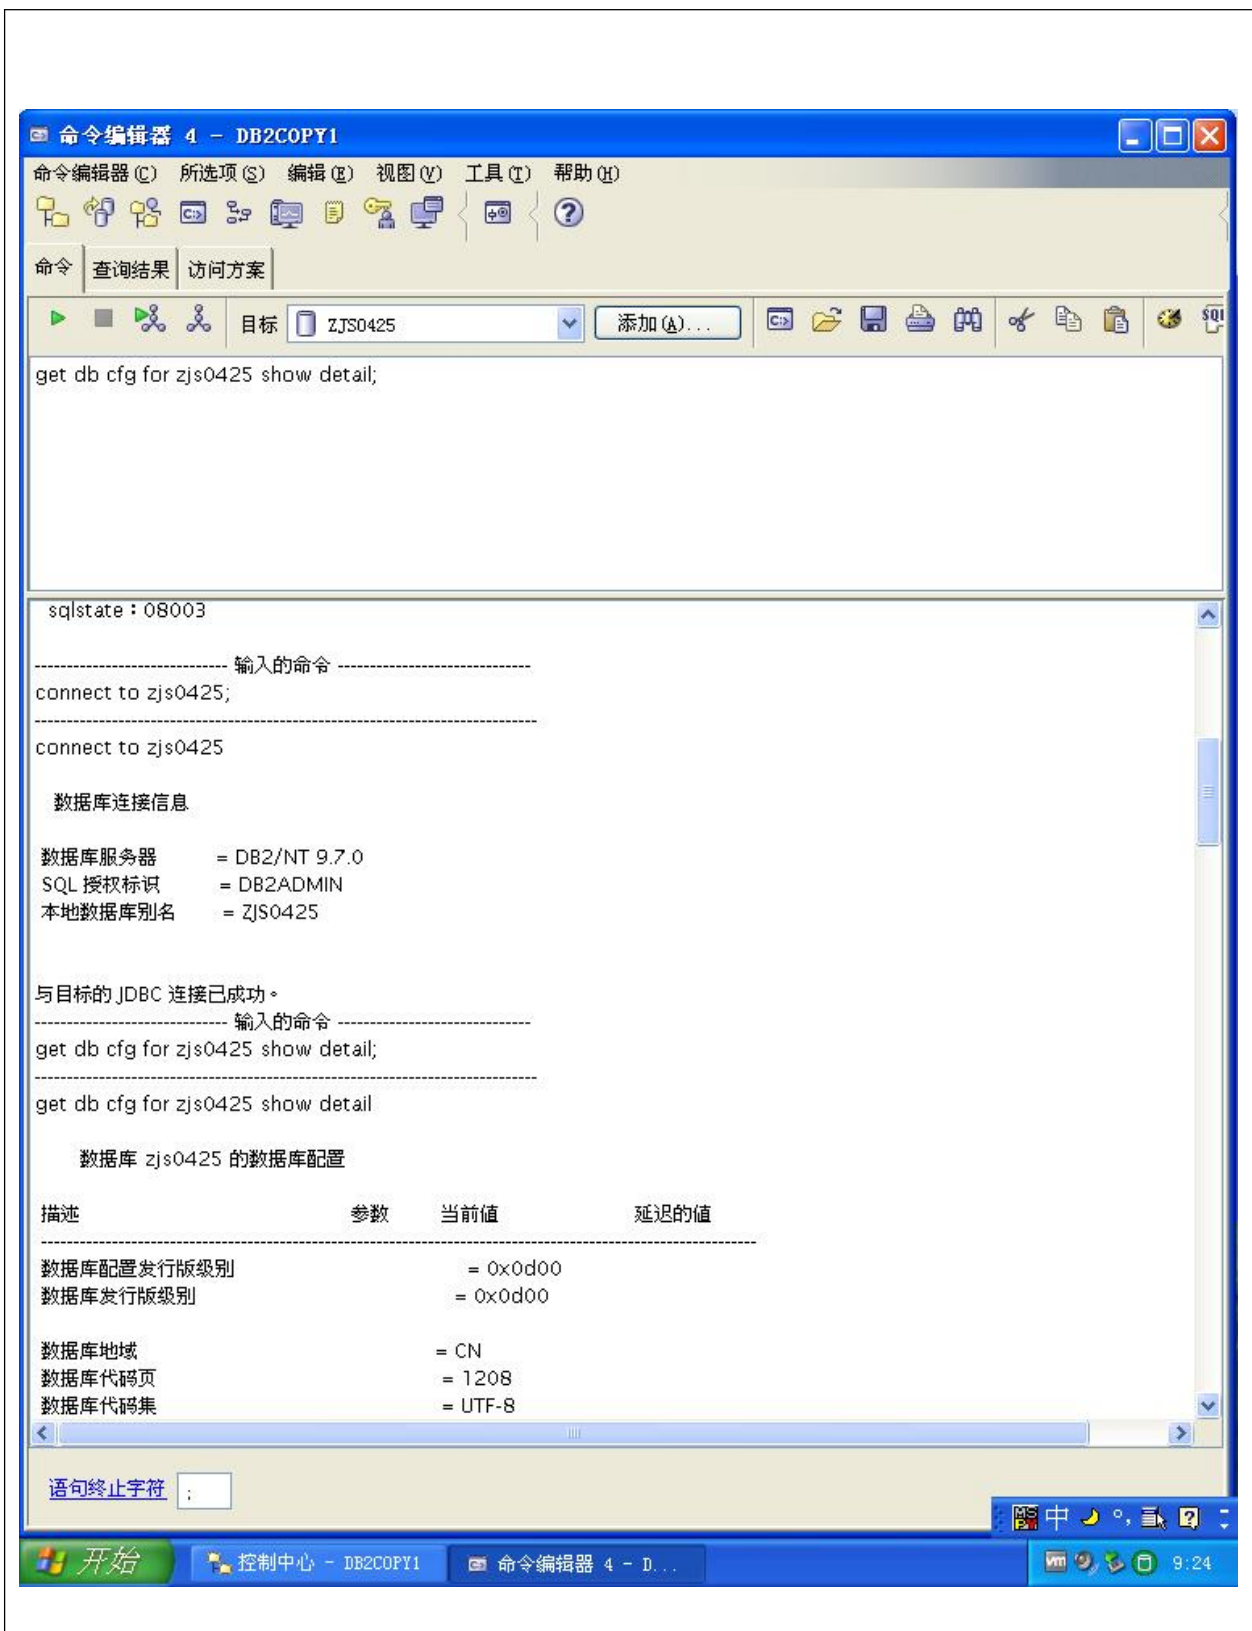 命令编辑器 4 - DB2COPY1
命令编辑器(C) 所选项(S) 编辑(E) 视图(V) 工具(T) 帮助(H)
命令 查询结果 访问方案
目标 ZJS0425 添加(A)...
get db cfg for zjs0425 show detail;
sqlstate：08003
------------------------------ 输入的命令 ------------------------------
connect to zjs0425;
------------------------------------------------------------------------------
connect to zjs0425
数据库连接信息
数据库服务器 = DB2/NT 9.7.0
SQL 授权标识 = DB2ADMIN
本地数据库别名 = ZJS0425
与目标的 JDBC 连接已成功。
------------------------------ 输入的命令 ------------------------------
get db cfg for zjs0425 show detail;
------------------------------------------------------------------------------
get db cfg for zjs0425 show detail
数据库 zjs0425 的数据库配置
描述 参数 当前值 延迟的值
------------------------------------------------------------------------------
数据库配置发行版级别 = 0x0d00
数据库发行版级别 = 0x0d00
数据库地域 = CN
数据库代码页 = 1208
数据库代码集 = UTF-8
语句终止字符 ;
中
开始 控制中心 - DB2COPY1 命令编辑器 4 - D... 9:24